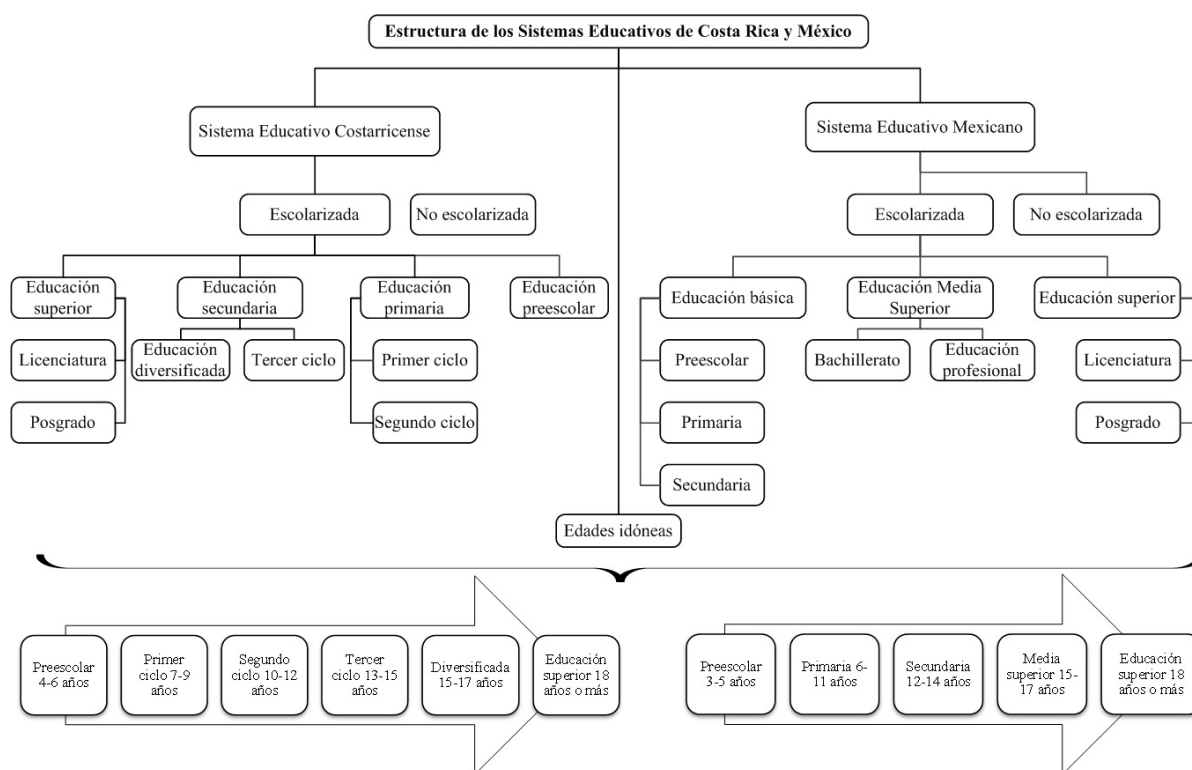 Estructura de los Sistemas Educativos de Costa Rica y México
Sistema Educativo Costarricense
Sistema Educativo Mexicano
Escolarizada
No escolarizada
Escolarizada
No escolarizada
Educación
superior
Educación
secundaria
Educación
primaria
Educación
preescolar
Educación básica
Educación Media
Superior
Educación superior
Licenciatura
Educación
diversificada
Tercer ciclo
Primer ciclo
Preescolar
Bachillerato
Educación
profesional
Licenciatura
Posgrado
Segundo ciclo
Primaria
Posgrado
Secundaria
Edades idóneas
Preescolar
4-6 años
Primer
ciclo 7-9
años
Segundo
ciclo 10-12
años
Tercer
ciclo 13-15
años
Diversificada
15-17 años
Educación
superior 18
años o más
Preescolar
3-5 años
Primaria 6-
11 años
Secundaria
12-14 años
Media
superior 15-
17 años
Educación
superior 18
años o más